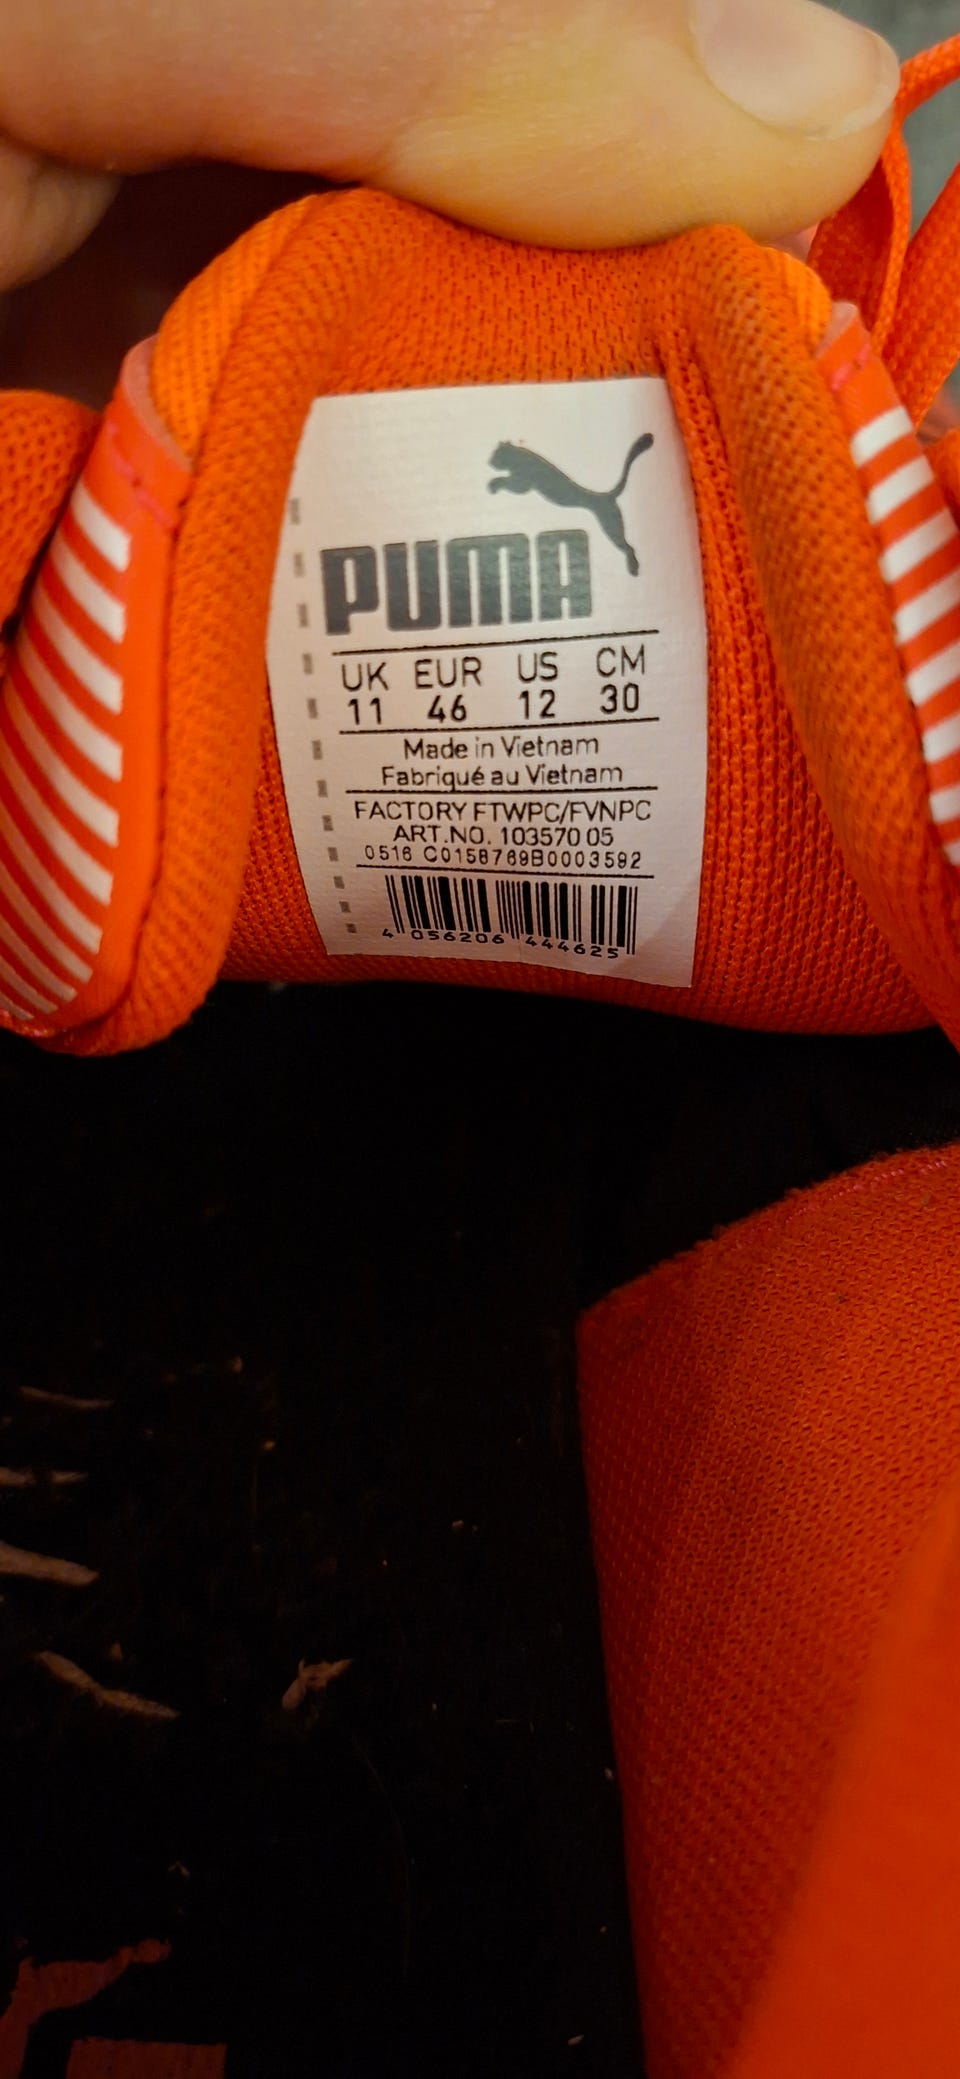 PUMA
UK EUR US CM
11 46 12 30
Made in Vietnam
Fabriqué au Vietnam
FACTORY FTWPC/FVNPC
ART.NO. 103570 05
0516 C0158769B0003592
4 056206 444625